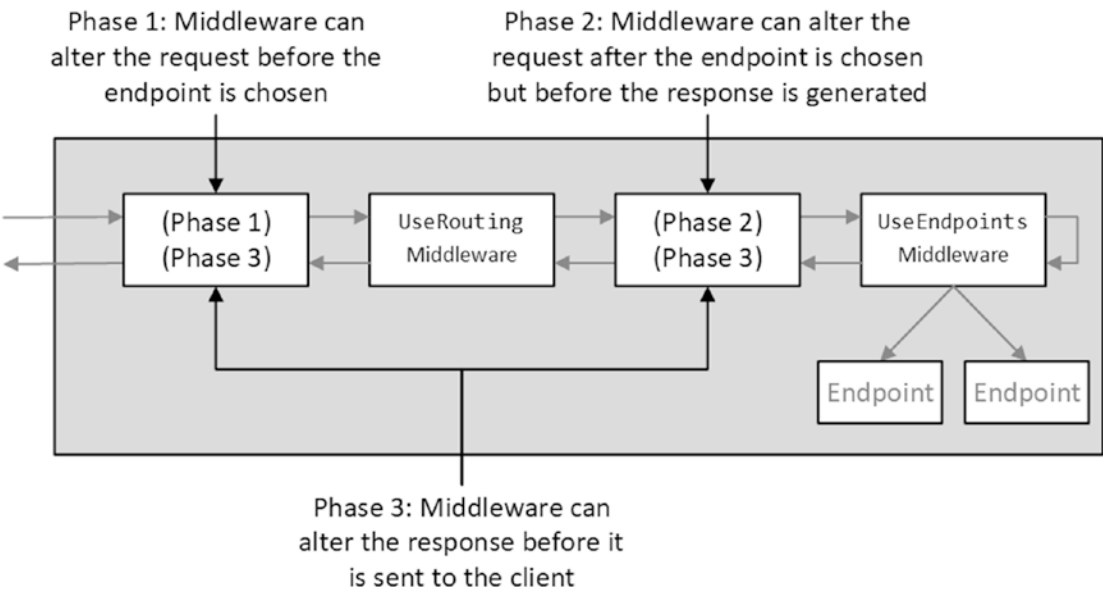 Phase 1: Middleware can
alter the request before the
endpoint is chosen
Phase 2: Middleware can alter the
request after the endpoint is chosen
but before the response is generated
(Phase 1)
(Phase 3)
UseRouting
Middleware
(Phase 2)
(Phase 3)
UseEndpoints
Middleware
Endpoint
Endpoint
Phase 3: Middleware can
alter the response before it
is sent to the client